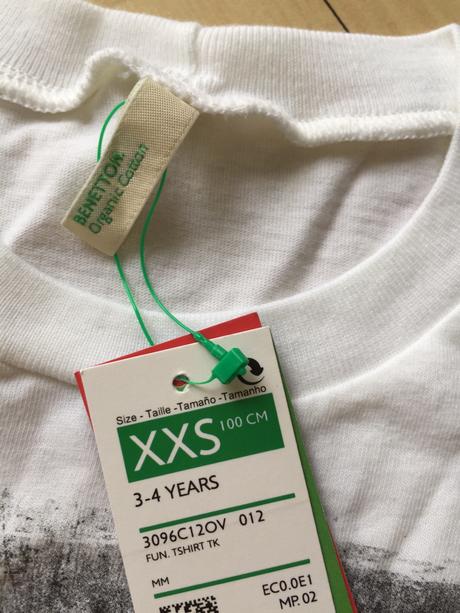 BENETTON
Organic Cotton
Size - Taille -Tamaño -Tamanho
XXS 100 CM
3-4 YEARS
3096C12OV 012
FUN. TSHIRT TK
MM
EC0.0E1
MP. 02